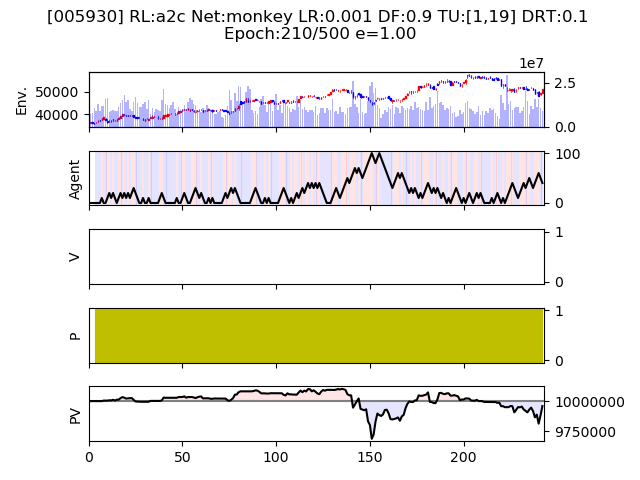 [005930] RL:a2c Net:monkey LR:0.001 DF:0.9 TU:[1,19] DRT:0.1
Epoch:210/500 e=1.00
1e7
Env.
50000
40000
2.5
0.0
Agent
100
0
V
1
0
P
1
0
PV
10000000
9750000
0 50 100 150 200